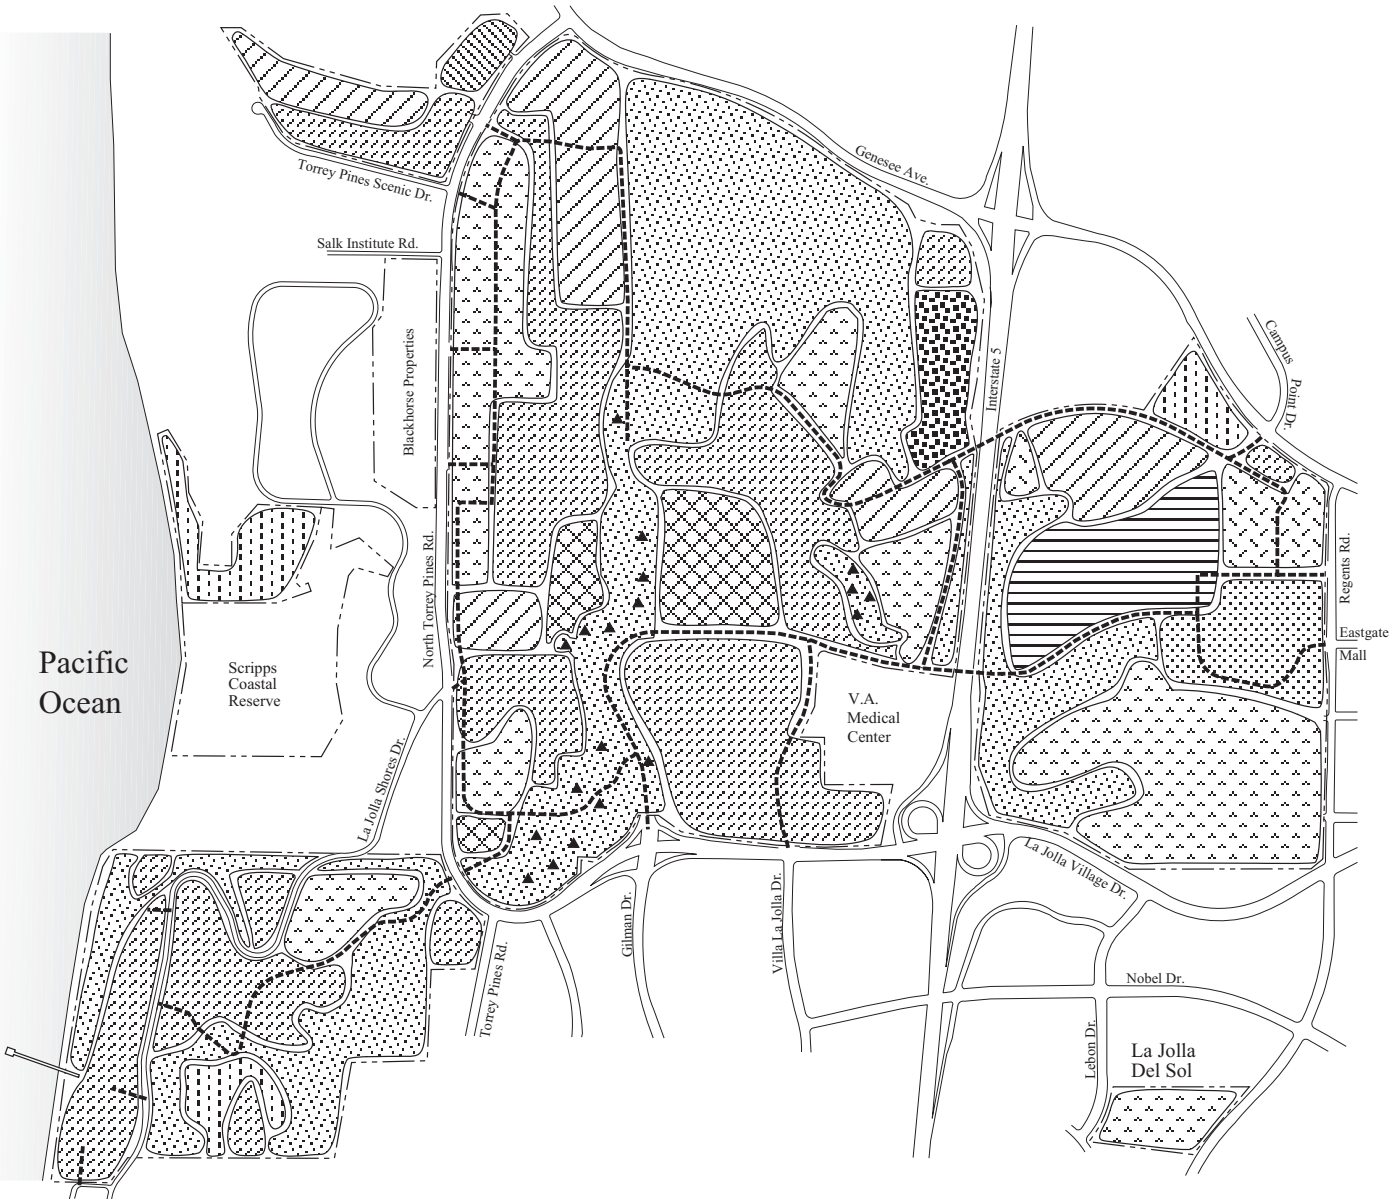 Genesee Ave.
Torrey Pines Scenic Dr.
Salk Institute Rd.
Blackhorse Properties
Interstate 5
Campus
Point Dr.
North Torrey Pines Rd.
Regents Rd.
Eastgate
Mall
Pacific
Ocean
Scripps
Coastal
Reserve
V.A.
Medical
Center
La Jolla Shores Dr.
La Jolla Village Dr.
Gilman Dr.
Villa La Jolla Dr.
Torrey Pines Rd.
Nobel Dr.
Lebon Dr.
La Jolla
Del Sol